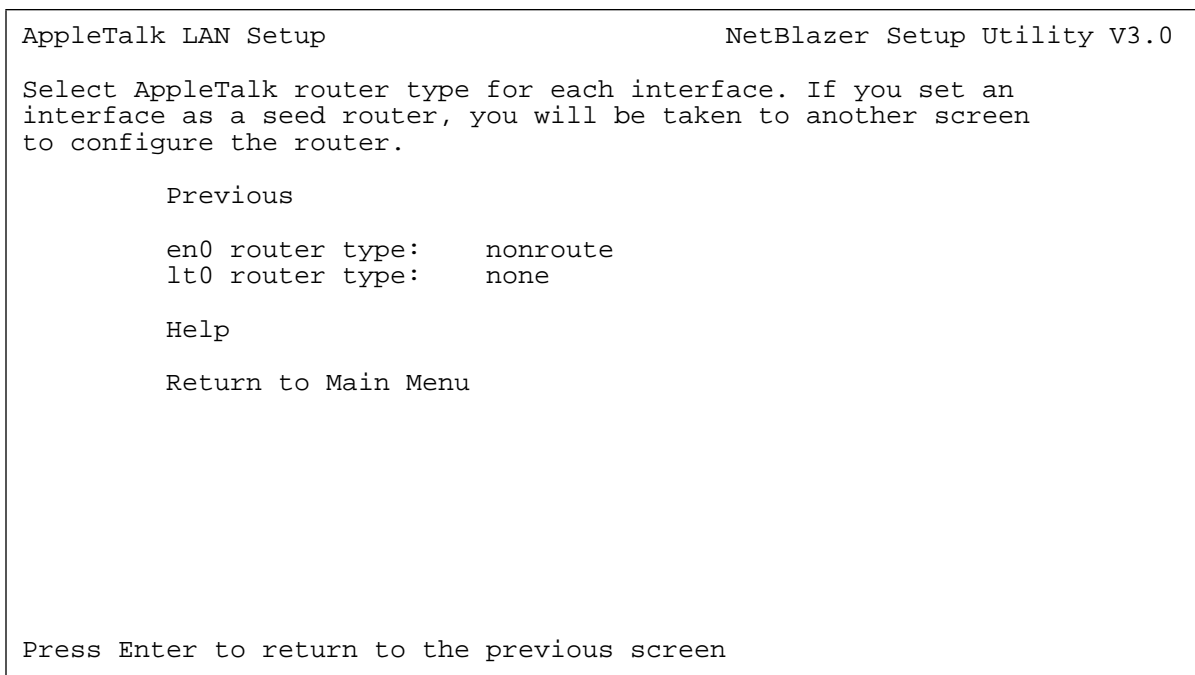 AppleTalk LAN Setup NetBlazer Setup Utility V3.0
Select AppleTalk router type for each interface. If you set an
interface as a seed router, you will be taken to another screen
to configure the router.
Previous
en0 router type: nonroute
lt0 router type: none
Help
Return to Main Menu
Press Enter to return to the previous screen